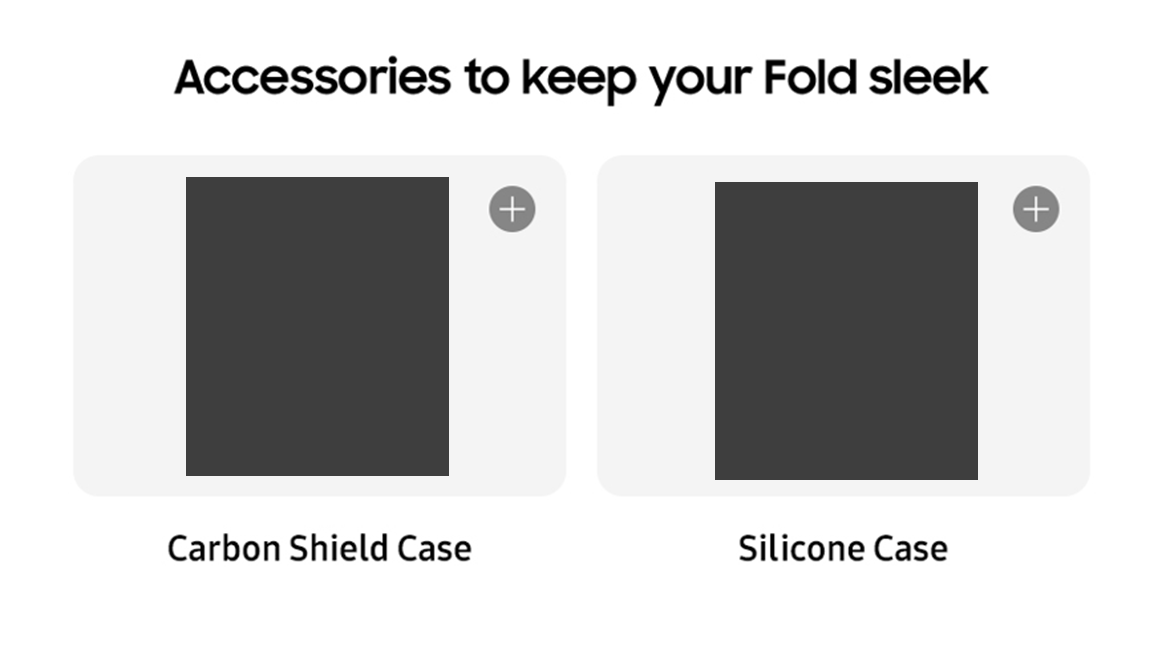 Accessories to keep your Fold sleek
Carbon Shield Case
Silicone Case